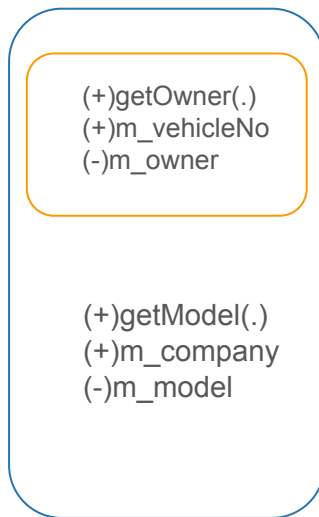 (+)getOwner(.)
(+)m_vehicleNo
(-)m_owner
(+)getModel(.)
(+)m_company
(-)m_model